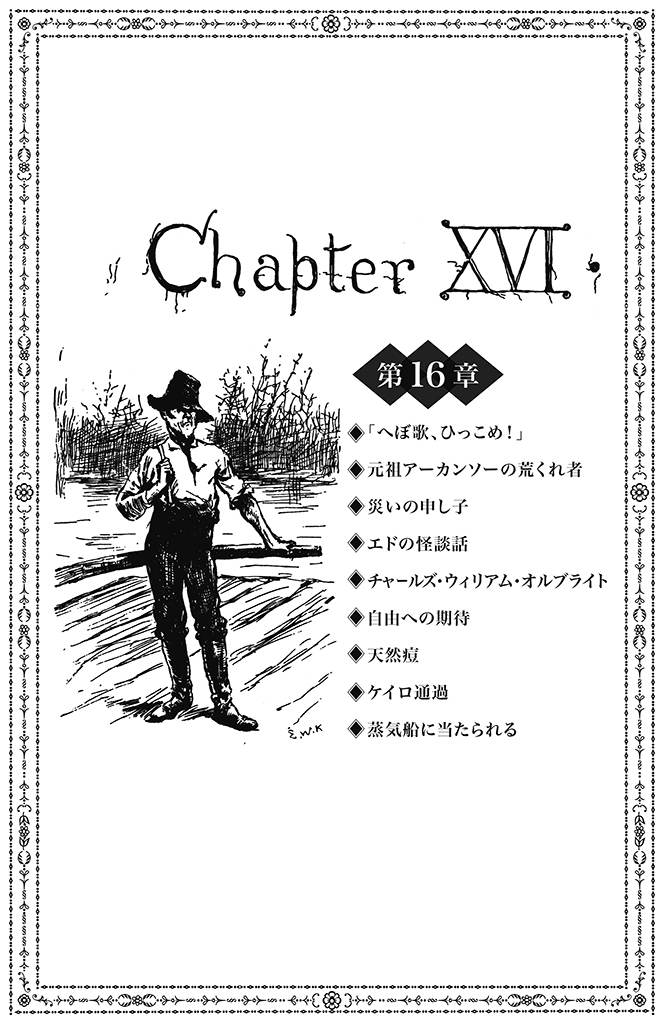 Chapter XVI.
第16章
◈「へぼ歌、ひっこめ！」
◈元祖アーカンソーの荒くれ者
◈災いの申し子
◈エドの怪談話
◈チャールズ・ウィリアム・オルブライト
◈自由への期待
◈天然痘
◈ケイロ通過
◈蒸気船に当たられる
E.W.K